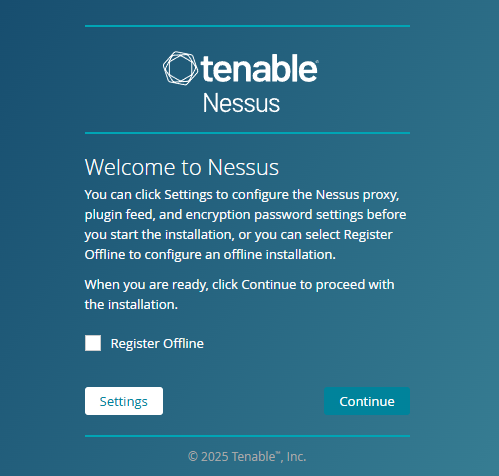 tenable®
Nessus
Welcome to Nessus
You can click Settings to configure the Nessus proxy,
plugin feed, and encryption password settings before
you start the installation, or you can select Register
Offline to configure an offline installation.
When you are ready, click Continue to proceed with
the installation.
Register Offline
Settings
Continue
© 2025 Tenable™, Inc.